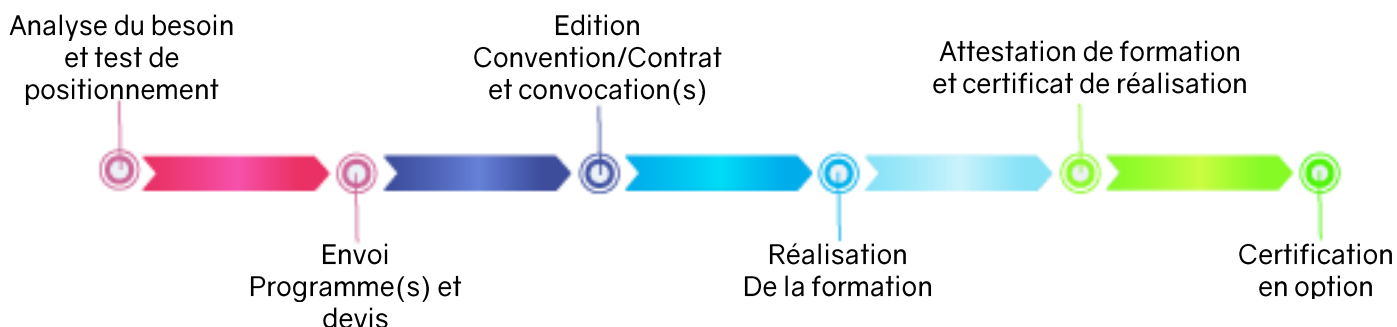 Analyse du besoin
et test de
positionnement
Envoi
Programme(s) et
devis
Edition
Convention/Contrat
et convocation(s)
Réalisation
De la formation
Attestation de formation
et certificat de réalisation
Certification
en option